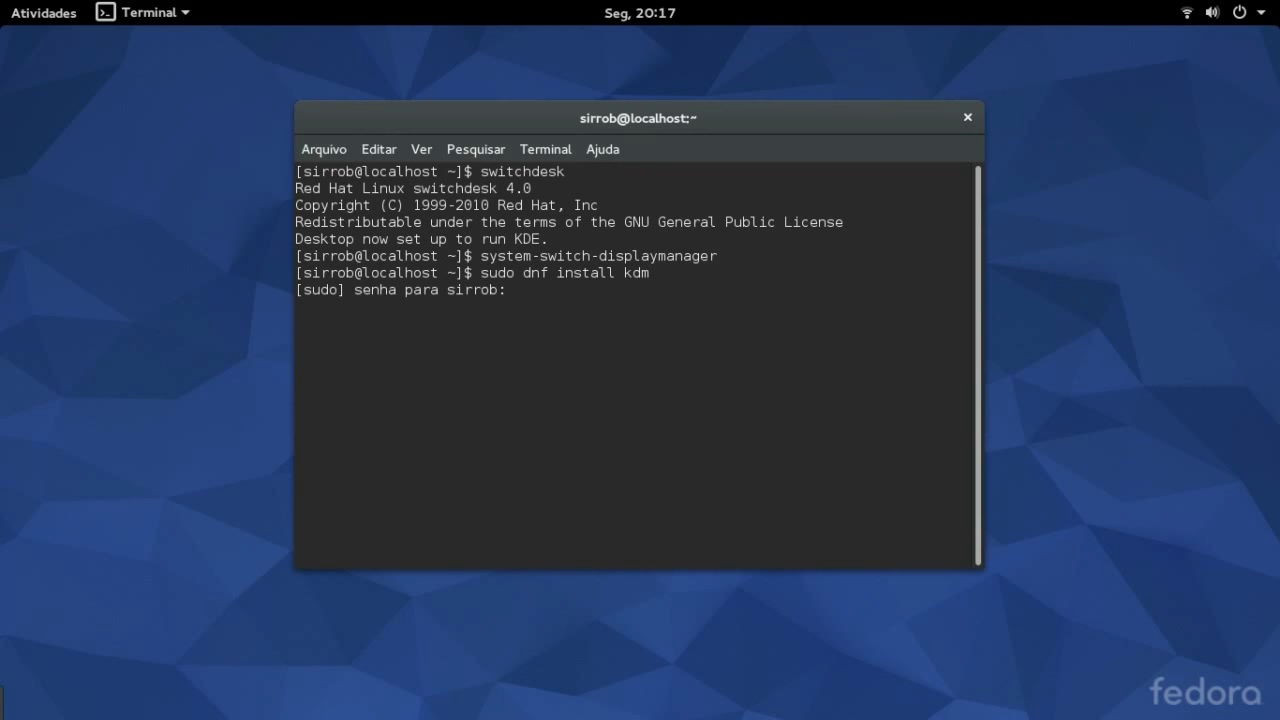 Atividades Terminal Seg, 20:17
sirrob@localhost:~
Arquivo Editar Ver Pesquisar Terminal Ajuda
[sirrob@localhost ~]$ switchdesk
Red Hat Linux switchdesk 4.0
Copyright (C) 1999-2010 Red Hat, Inc
Redistributable under the terms of the GNU General Public License
Desktop now set up to run KDE.
[sirrob@localhost ~]$ system-switch-displaymanager
[sirrob@localhost ~]$ sudo dnf install kdm
[sudo] senha para sirrob:
fedora